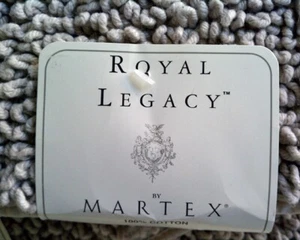 ROYAL
LEGACY™
BY
MARTEX®
100% COTTON